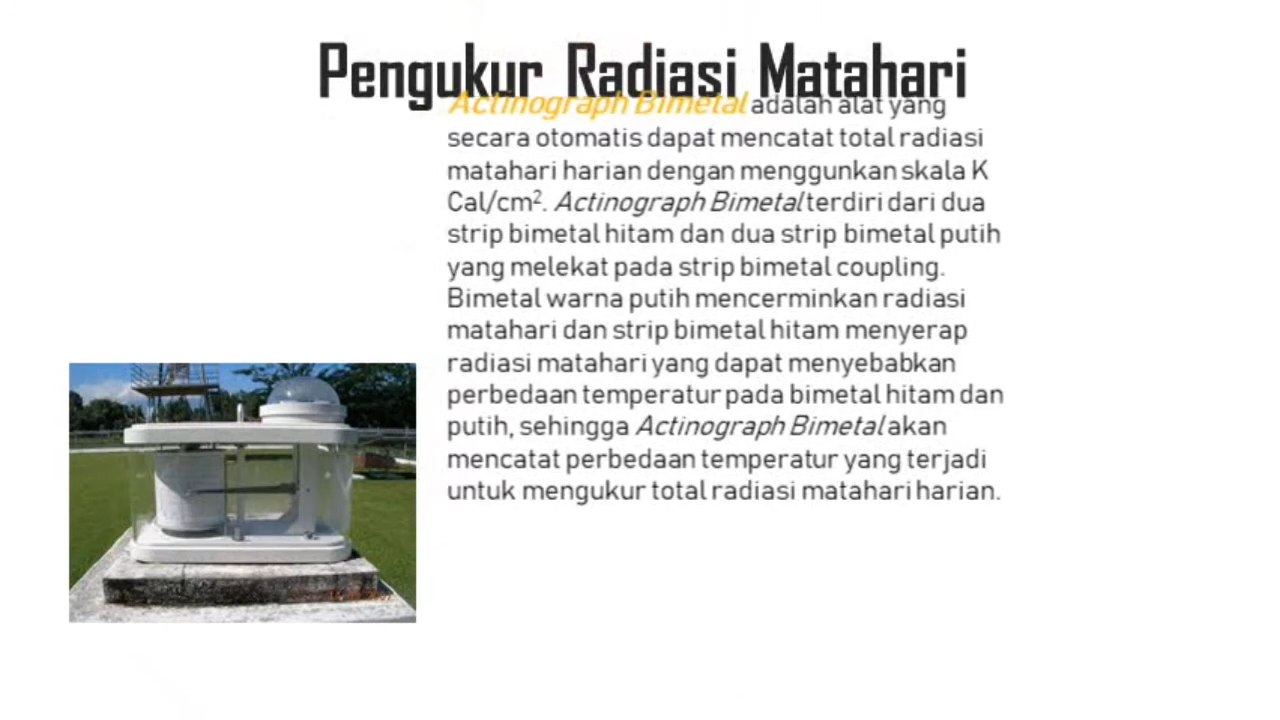 Pengukur Radiasi Matahari
Actinograph Bimetal adalah alat yang
secara otomatis dapat mencatat total radiasi
matahari harian dengan menggunkan skala K
Cal/cm². Actinograph Bimetal terdiri dari dua
strip bimetal hitam dan dua strip bimetal putih
yang melekat pada strip bimetal coupling.
Bimetal warna putih mencerminkan radiasi
matahari dan strip bimetal hitam menyerap
radiasi matahari yang dapat menyebabkan
perbedaan temperatur pada bimetal hitam dan
putih, sehingga Actinograph Bimetal akan
mencatat perbedaan temperatur yang terjadi
untuk mengukur total radiasi matahari harian.